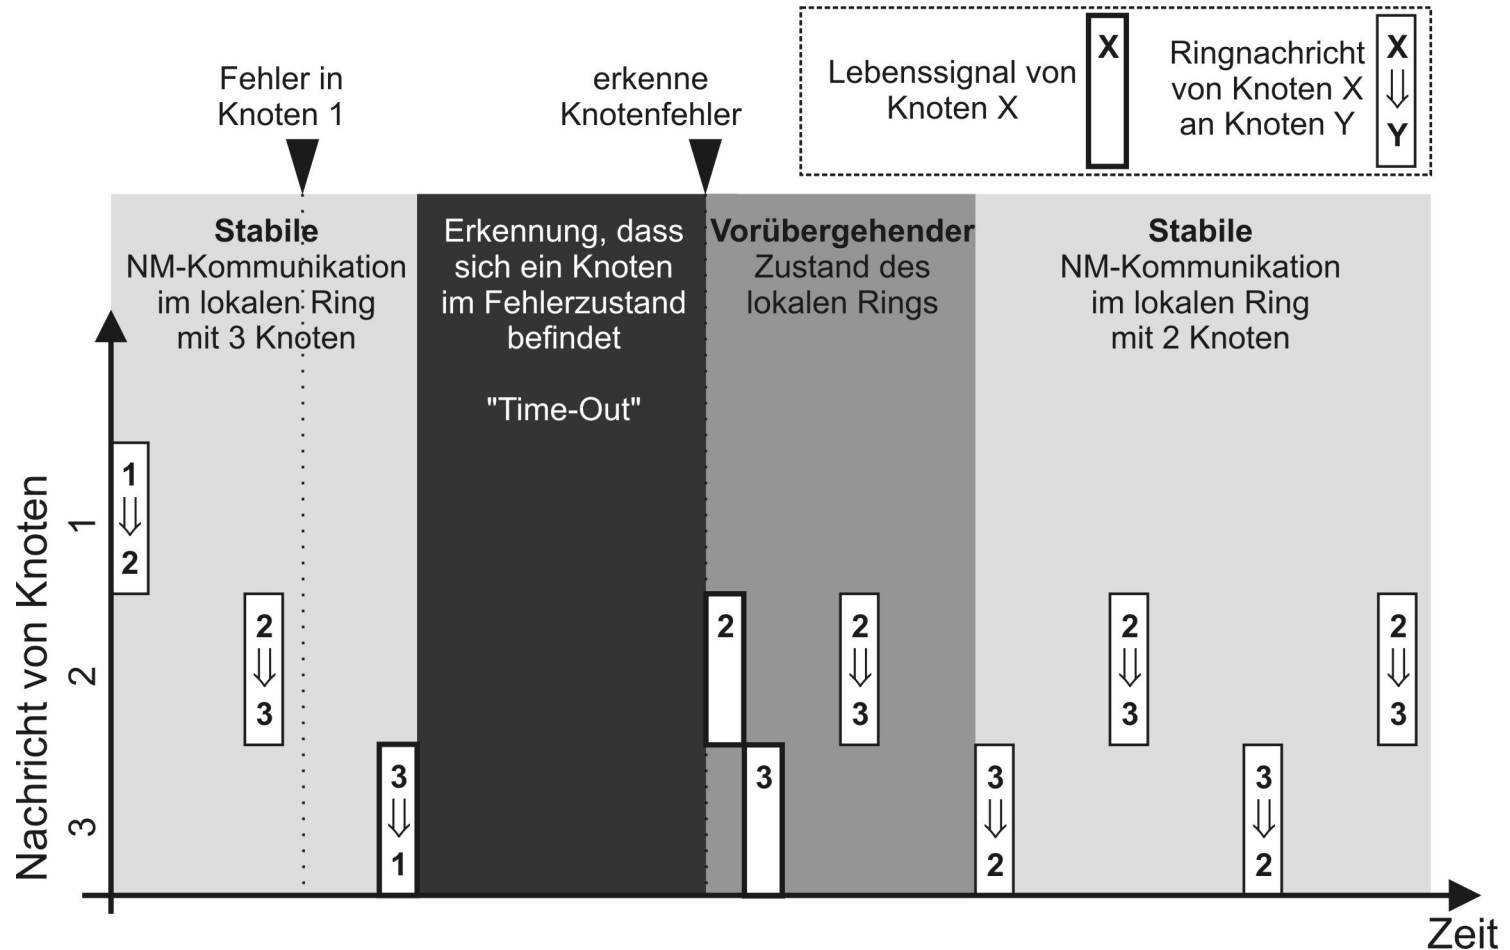 Fehler in
Knoten 1
erkenne
Knotenfehler
Lebenssignal von
Knoten X
X
Ringnachricht
von Knoten X
an Knoten Y
X
⇓
Y
Stabile
NM-Kommunikation
im lokalen Ring
mit 3 Knoten
Erkennung, dass
sich ein Knoten
im Fehlerzustand
befindet
"Time-Out"
Vorübergehender
Zustand des
lokalen Rings
Stabile
NM-Kommunikation
im lokalen Ring
mit 2 Knoten
Nachricht von Knoten
1
2
3
1
⇓
2
2
⇓
3
3
⇓
1
2
3
2
⇓
3
3
⇓
2
2
⇓
3
3
⇓
2
2
⇓
3
Zeit